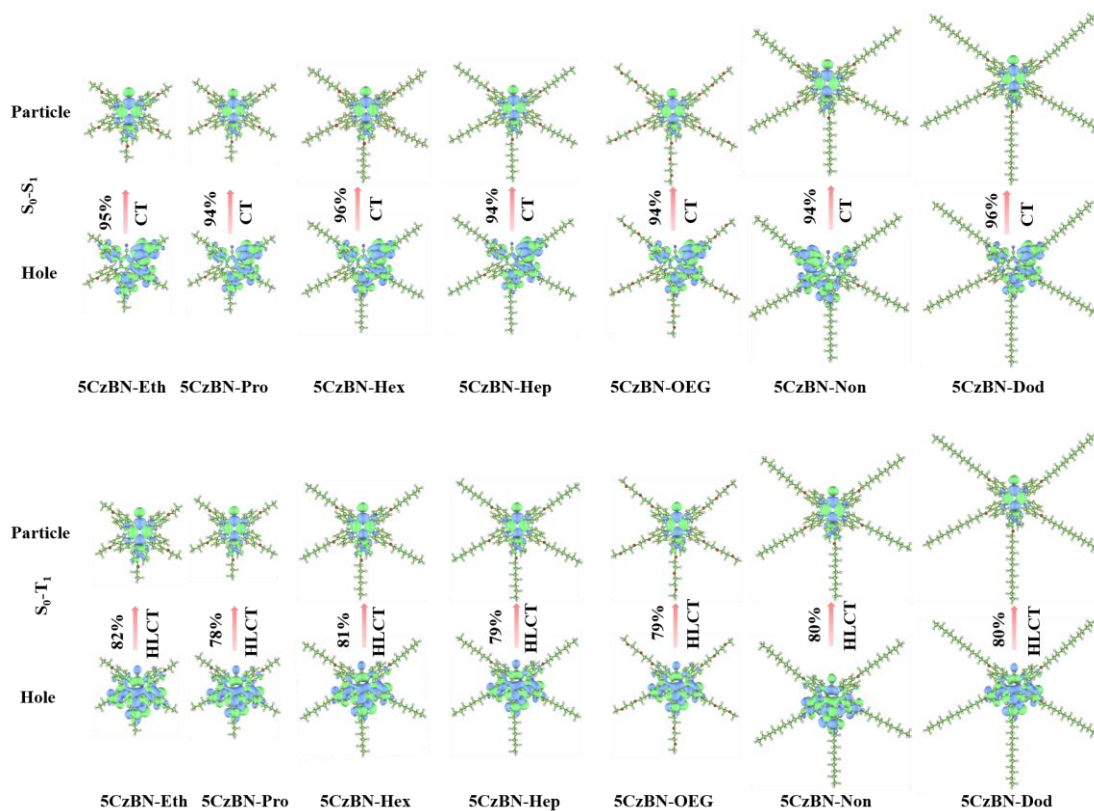 Particle
S0-S1
95% CT
94% CT
96% CT
94% CT
94% CT
94% CT
96% CT
Hole
5CzBN-Eth 5CzBN-Pro 5CzBN-Hex 5CzBN-Hep 5CzBN-OEG 5CzBN-Non 5CzBN-Dod
Particle
S0-T1
82% HLCT
78% HLCT
81% HLCT
79% HLCT
79% HLCT
80% HLCT
80% HLCT
Hole
5CzBN-Eth 5CzBN-Pro 5CzBN-Hex 5CzBN-Hep 5CzBN-OEG 5CzBN-Non 5CzBN-Dod